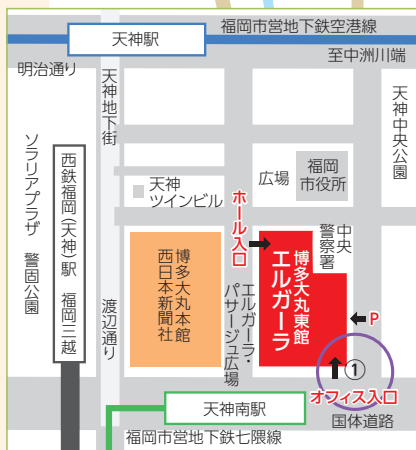 福岡市営地下鉄空港線
天神駅
至中洲川端
明治通り
天神地下街
天神中央公園
ソラリアプラザ 警固公園
西鉄福岡(天神)駅 福岡三越
天神
ツインビル
広場
福岡
市役所
ホール入口
中央
警察署
博多大丸本館
西日本新聞社
博多大丸東館
エルガーラ
エルガーラ・
パサージュ広場
渡辺通り
P
①
オフィス入口
天神南駅
国体道路
福岡市営地下鉄七隈線